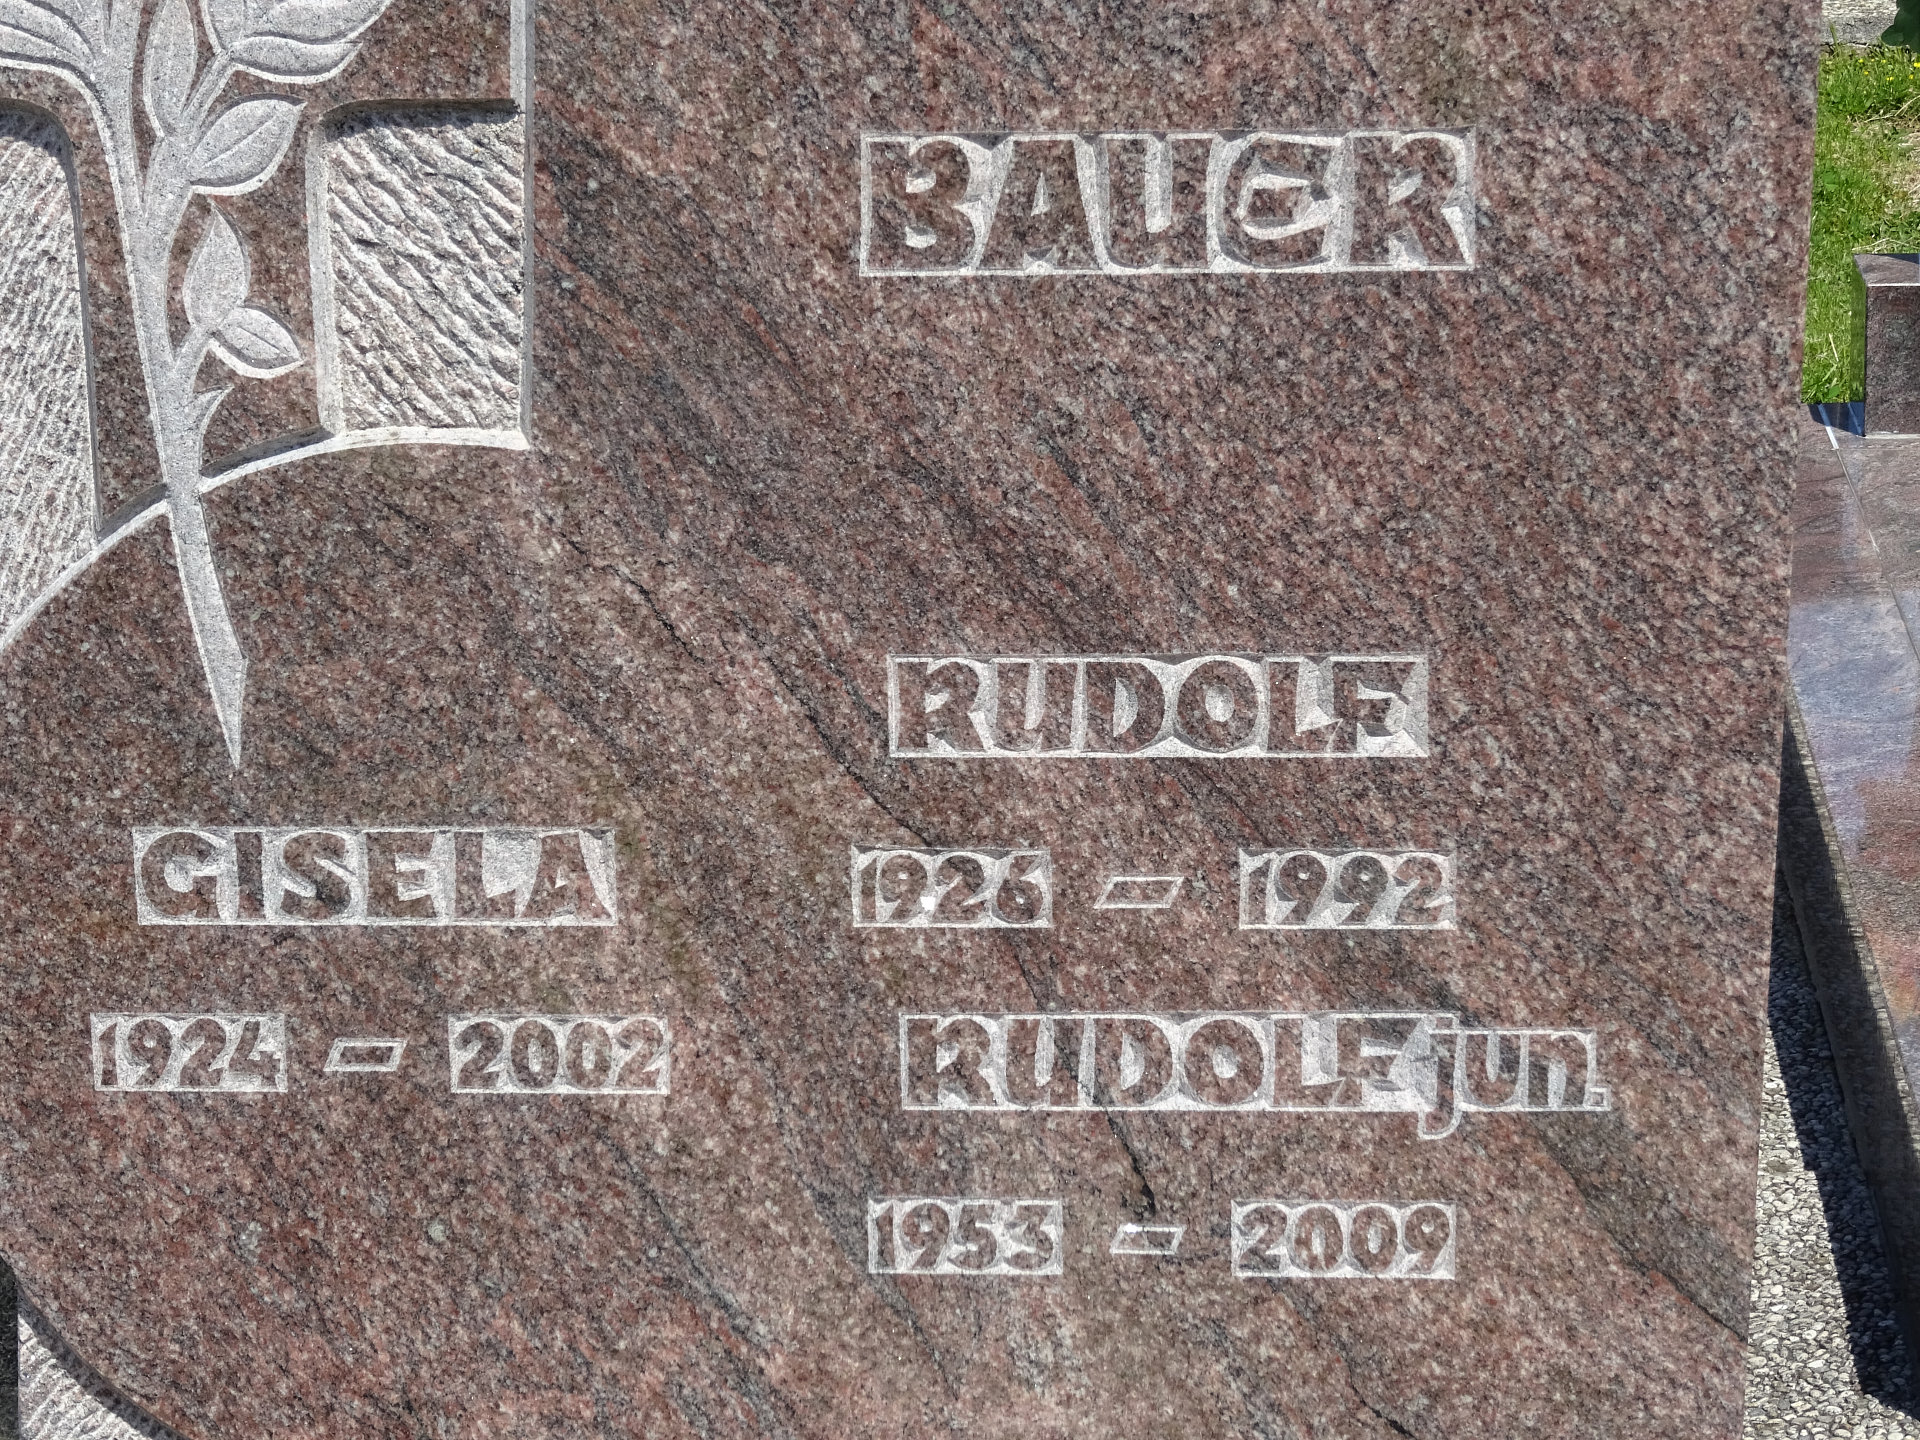 BAUER
RUDOLF
1926 – 1992
GISELA
1924 – 2002
RUDOLF jun.
1953 – 2009